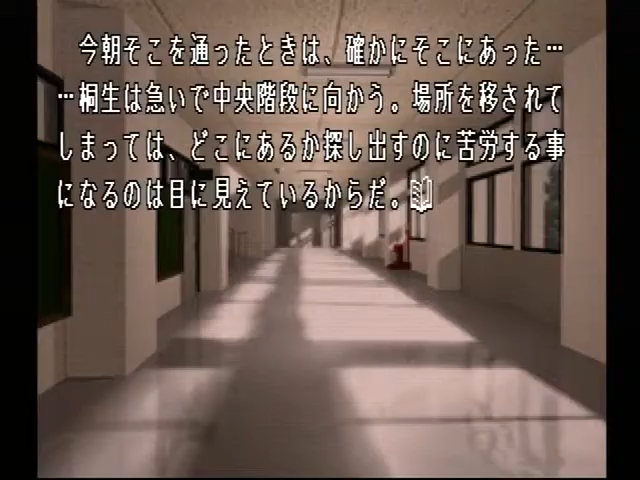 今朝そこを通ったときは、確かにそこにあった…
…桐生は急いで中央階段に向かう。場所を移されて
しまっては、どこにあるか探し出すのに苦労する事
になるのは目に見えているからだ。